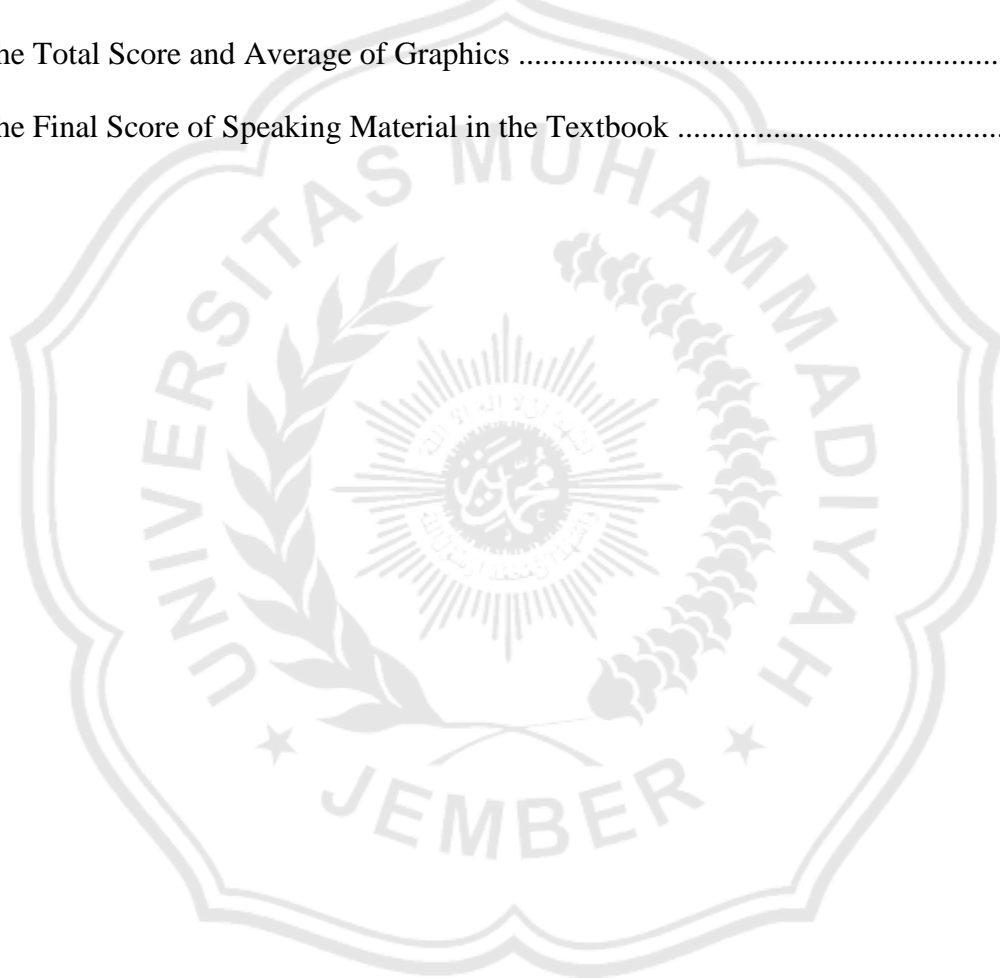 he Total Score and Average of Graphics ............................................................
he Final Score of Speaking Material in the Textbook ........................................
UNIVERSITAS MUHAMMADIYAH
JEMBER